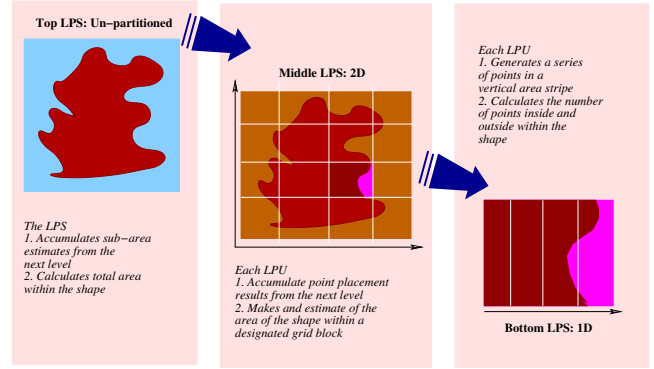 Top LPS: Un-partitioned
The LPS
1. Accumulates sub-area
estimates from the
next level
2. Calculates total area
within the shape
Middle LPS: 2D
Each LPU
1. Accumulate point placement
results from the next level
2. Makes and estimate of the
area of the shape within a
designated grid block
Each LPU
1. Generates a series
of points in a
vertical area stripe
2. Calculates the number
of points inside and
outside within the
shape
Bottom LPS: 1D